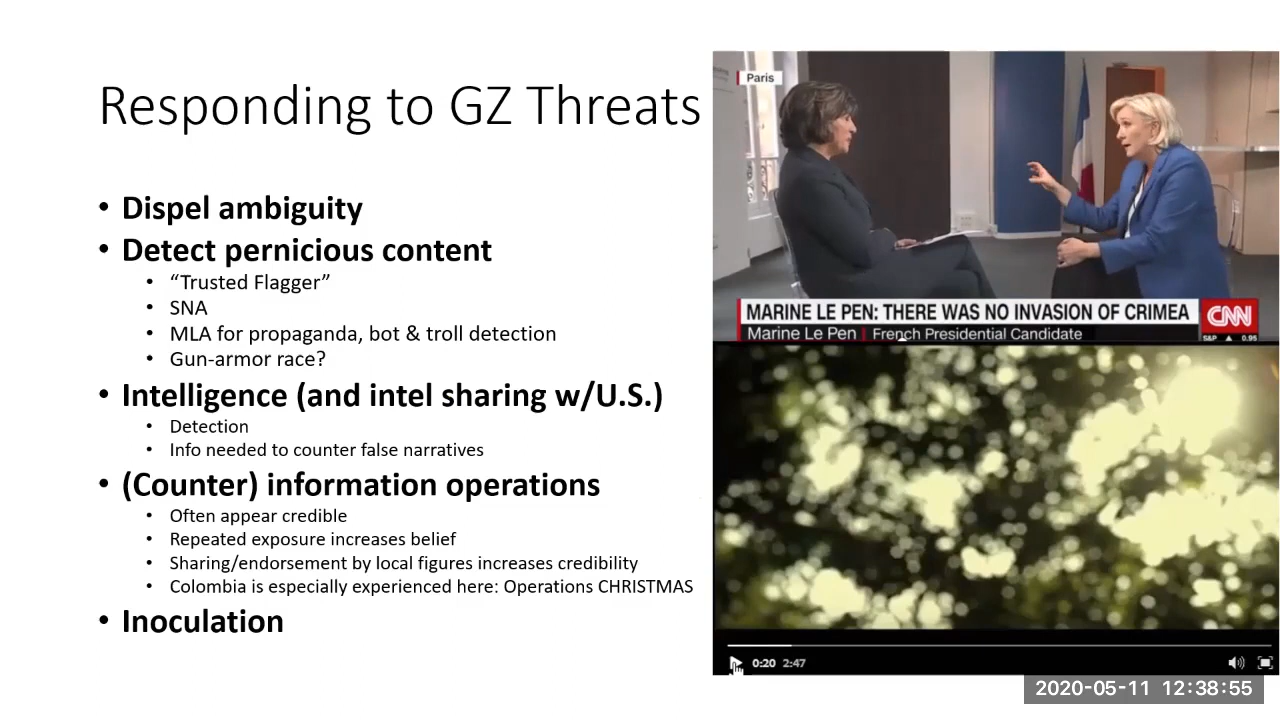 Responding to GZ Threats
• Dispel ambiguity
• Detect pernicious content
• “Trusted Flagger”
• SNA
• MLA for propaganda, bot & troll detection
• Gun-armor race?
• Intelligence (and intel sharing w/U.S.)
• Detection
• Info needed to counter false narratives
• (Counter) information operations
• Often appear credible
• Repeated exposure increases belief
• Sharing/endorsement by local figures increases credibility
• Colombia is especially experienced here: Operations CHRISTMAS
• Inoculation
Paris
MARINE LE PEN: THERE WAS NO INVASION OF CRIMEA
Marine Le Pen | French Presidential Candidate
CNN
S&P ▲ 0.95
0:20 2:47
2020-05-11 12:38:55